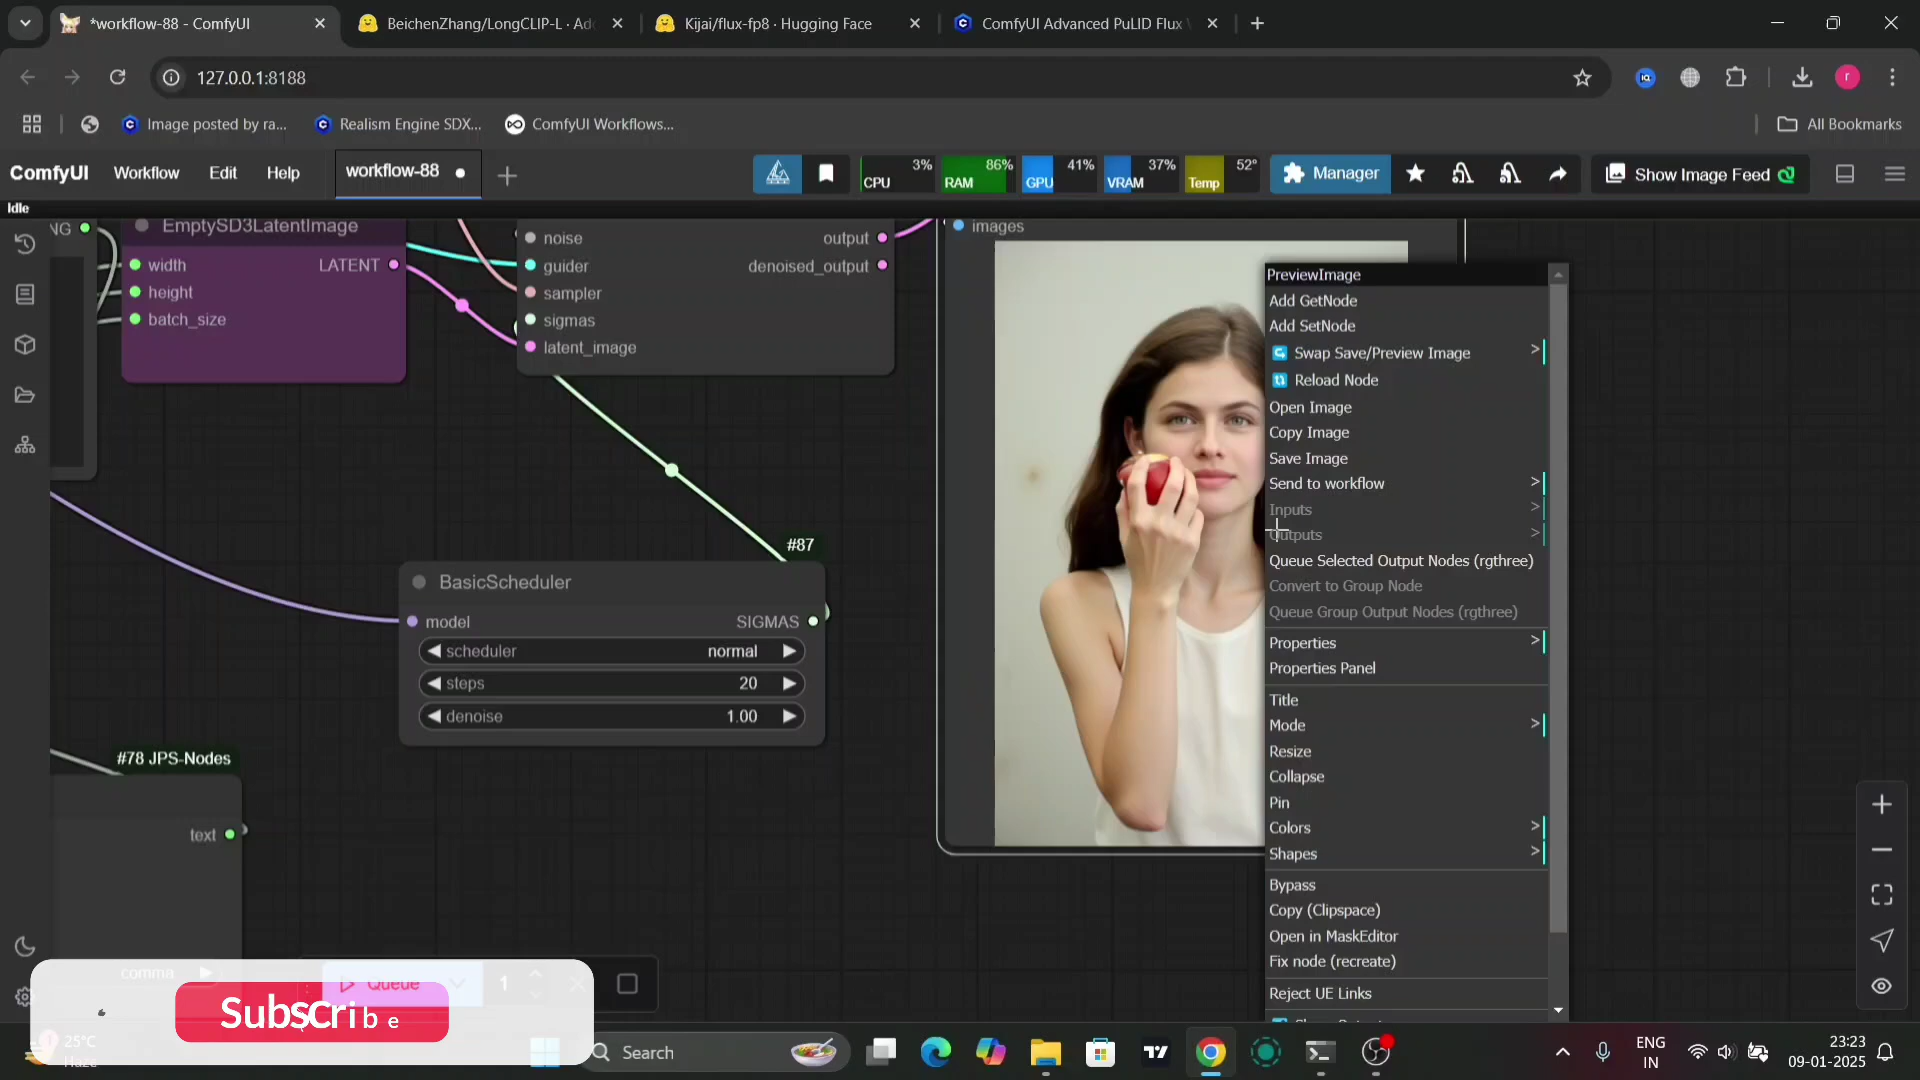 *workflow-88 - ComfyUI
BeichenZhang/LongCLIP-L · Ad
Kijai/flux-fp8 · Hugging Face
ComfyUI Advanced PuLID Flux
127.0.0.1:8188
r
Image posted by ra...
Realism Engine SDX...
ComfyUI Workflows...
All Bookmarks
ComfyUI
Workflow
Edit
Help
workflow-88
CPU 3%
RAM 86%
GPU 41%
VRAM 37%
Temp 52°
Manager
Show Image Feed
Idle
NG
EmptySD3LatentImage
width
LATENT
height
batch_size
noise
output
guider
denoised_output
sampler
sigmas
latent_image
images
PreviewImage
Add GetNode
Add SetNode
Swap Save/Preview Image >
Reload Node
Open Image
Copy Image
Save Image
Send to workflow >
Inputs >
Outputs >
Queue Selected Output Nodes (rgthree)
Convert to Group Node
Queue Group Output Nodes (rgthree)
Properties >
Properties Panel
Title
Mode >
Resize
Collapse
Pin
Colors >
Shapes >
Bypass
Copy (Clipspace)
Open in MaskEditor
Fix node (recreate)
Reject UE Links
#87
BasicScheduler
model
SIGMAS
scheduler normal
steps 20
denoise 1.00
#78 JPS-Nodes
text
comma
Queue
1
Subscribe
25°C
Haze
Search
ENG
IN
23:23
09-01-2025